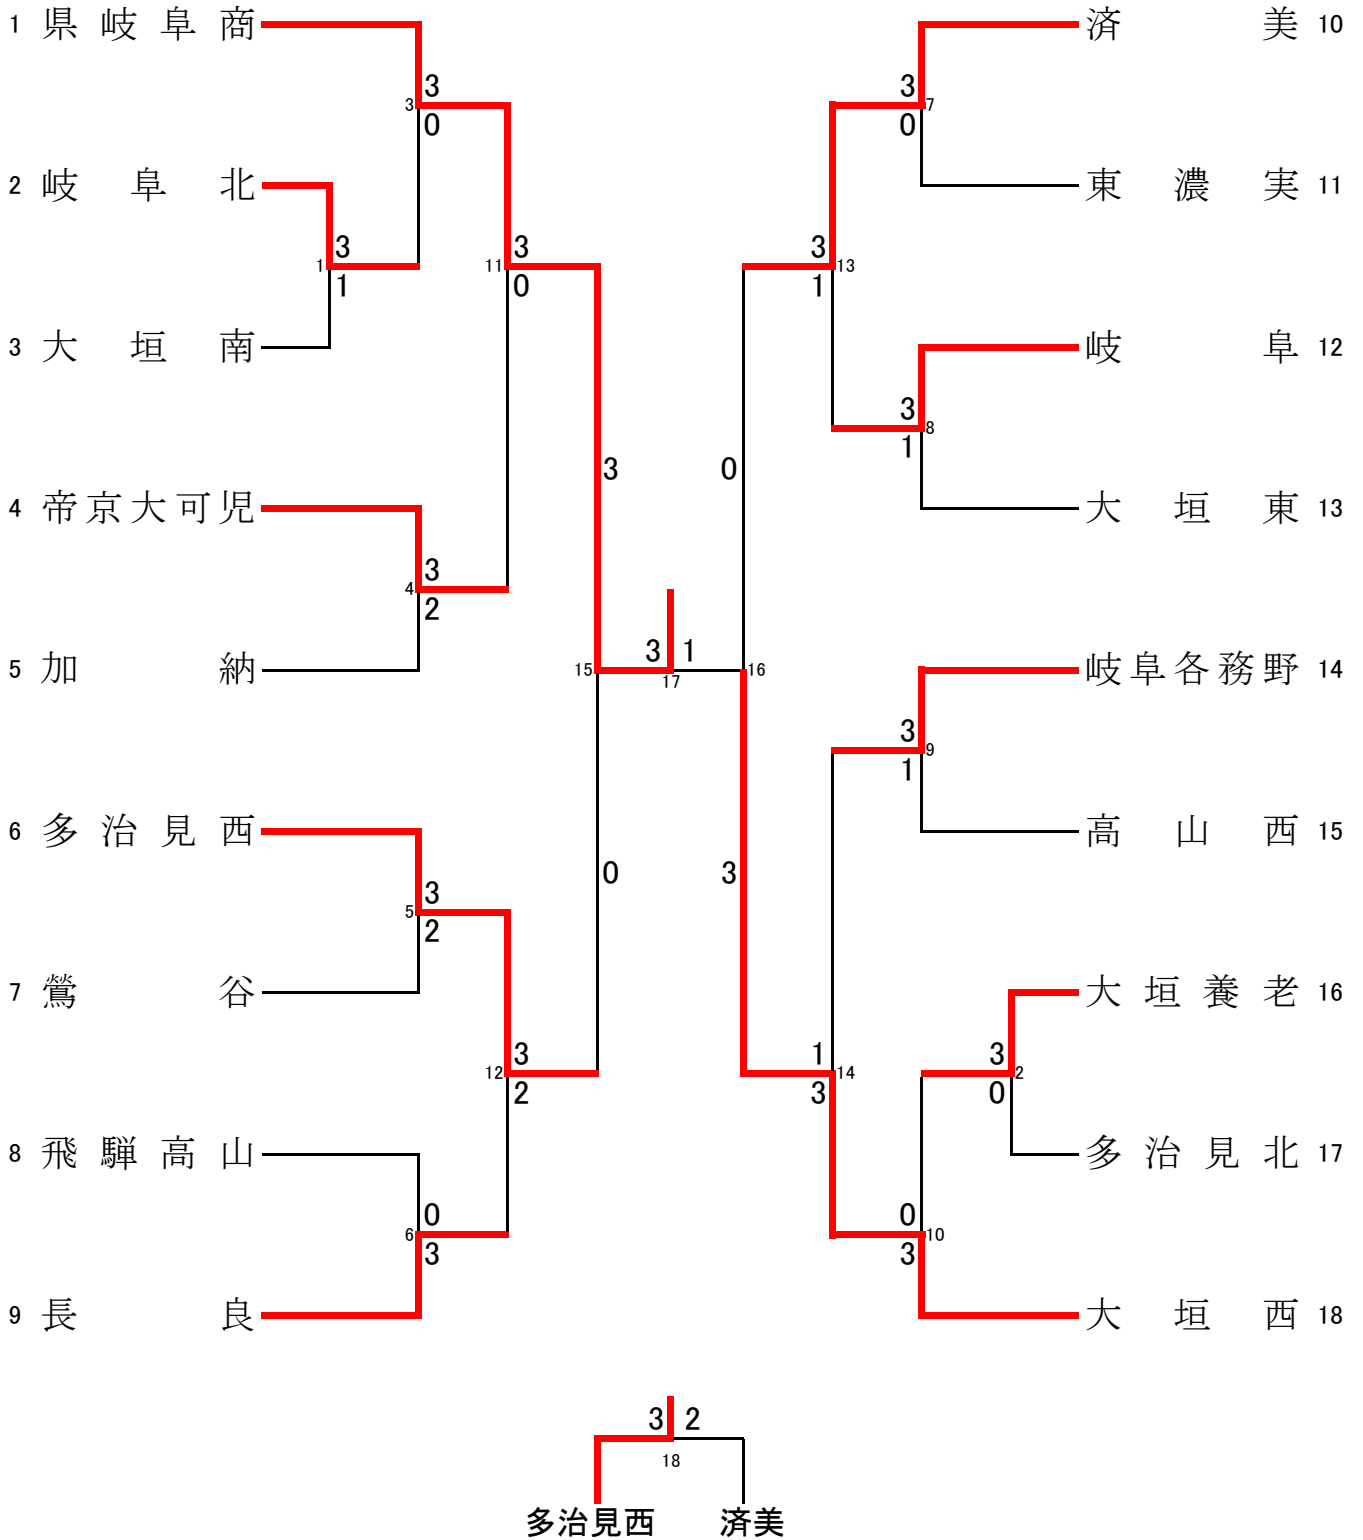 1 県岐阜商
済美 10
3
3
3
7
0
0
2 岐阜北
東濃実 11
3
3
3
1
11
13
1
0
1
3 大垣南
岐阜 12
3
8
1
3
0
4 帝京大可児
大垣東 13
3
4
2
3 1
5 加納
15
17
16
岐阜各務野 14
3
9
1
6 多治見西
高山西 15
3
0
3
5
2
7 鶯谷
大垣養老 16
3
1
3
12
14
2
2
3
0
8 飛騨高山
多治見北 17
0
0
6
10
3
3
9 長良
大垣西 18
3 2
18
多治見西 済美